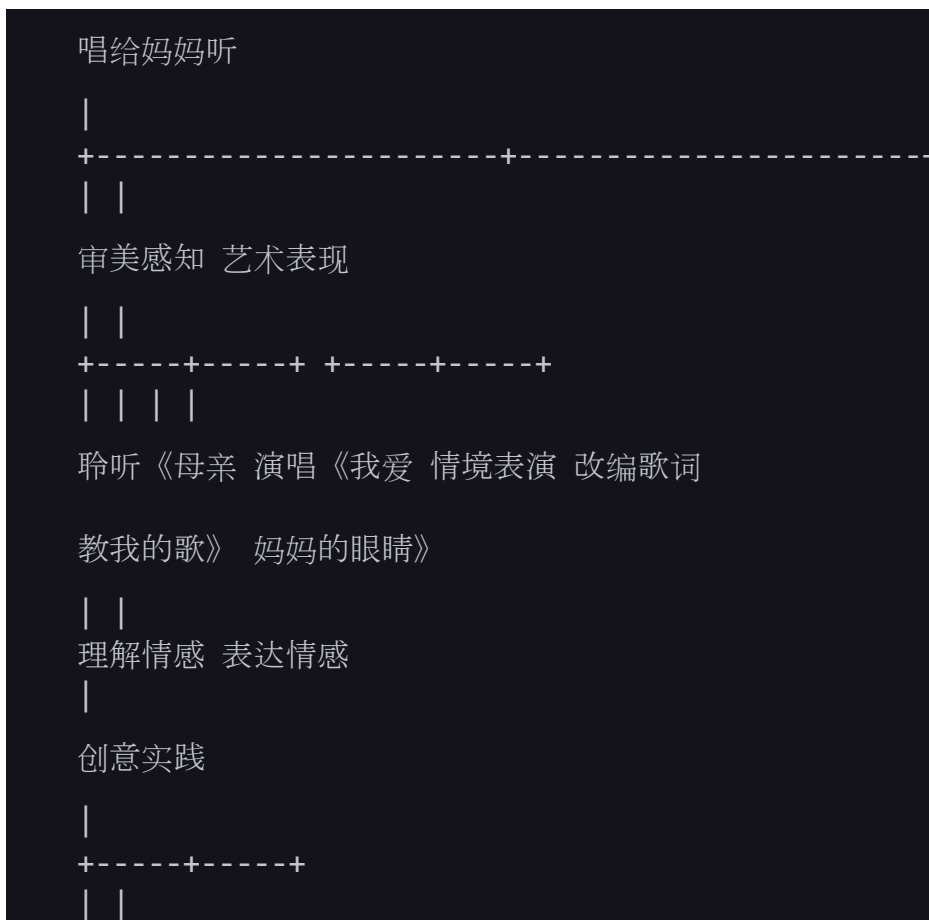 唱给妈妈听
|
+-----------------------+-----------------------+
| |
审美感知 艺术表现
| |
+-----+-----+ +-----+-----+
| | | |
聆听《母亲 演唱《我爱 情境表演 改编歌词
教我的歌》 妈妈的眼睛》
| |
理解情感 表达情感
|
创意实践
|
+-----+-----+
| |